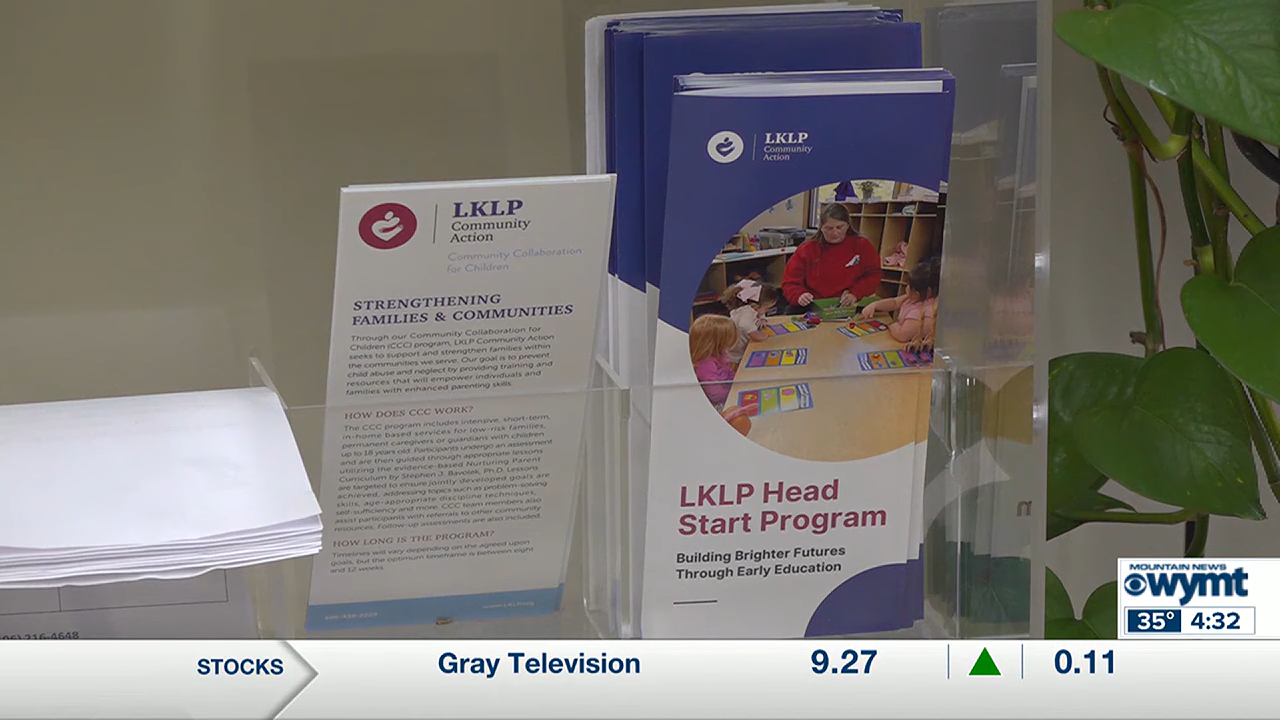 LKLP
Community
Action
Community Collaboration
for Children
STRENGTHENING
FAMILIES & COMMUNITIES
Through our Community Collaboration for
Children (CCC) program, LKLP Community Action
seeks to support and strengthen families within
the communities we serve. Our goal is to prevent
child abuse and neglect by providing training and
resources that will empower individuals and
families with enhanced parenting skills.
HOW DOES CCC WORK?
The CCC program includes intensive, short-term,
in-home based services for low-risk families,
permanent caregivers or guardians with children
up to 18 years old. Participants undergo an assessment
and are then guided through appropriate lessons
utilizing the evidence-based Nurturing Parent
Curriculum by Stephen J. Bavolek, Ph.D. Lessons
are targeted to ensure jointly developed goals are
achieved, addressing topics such as problem-solving
skills, age-appropriate discipline techniques,
self-sufficiency and more. CCC team members also
assist participants with referrals to other community
resources. Follow-up assessments are also included.
HOW LONG IS THE PROGRAM?
Timelines will vary depending on the agreed upon
goals, but the optimum timeframe is between eight
and 12 weeks.
LKLP
Community
Action
LKLP Head
Start Program
Building Brighter Futures
Through Early Education
216-4648
MOUNTAIN NEWS
wymt
35° 4:32
STOCKS Gray Television 9.27 0.11